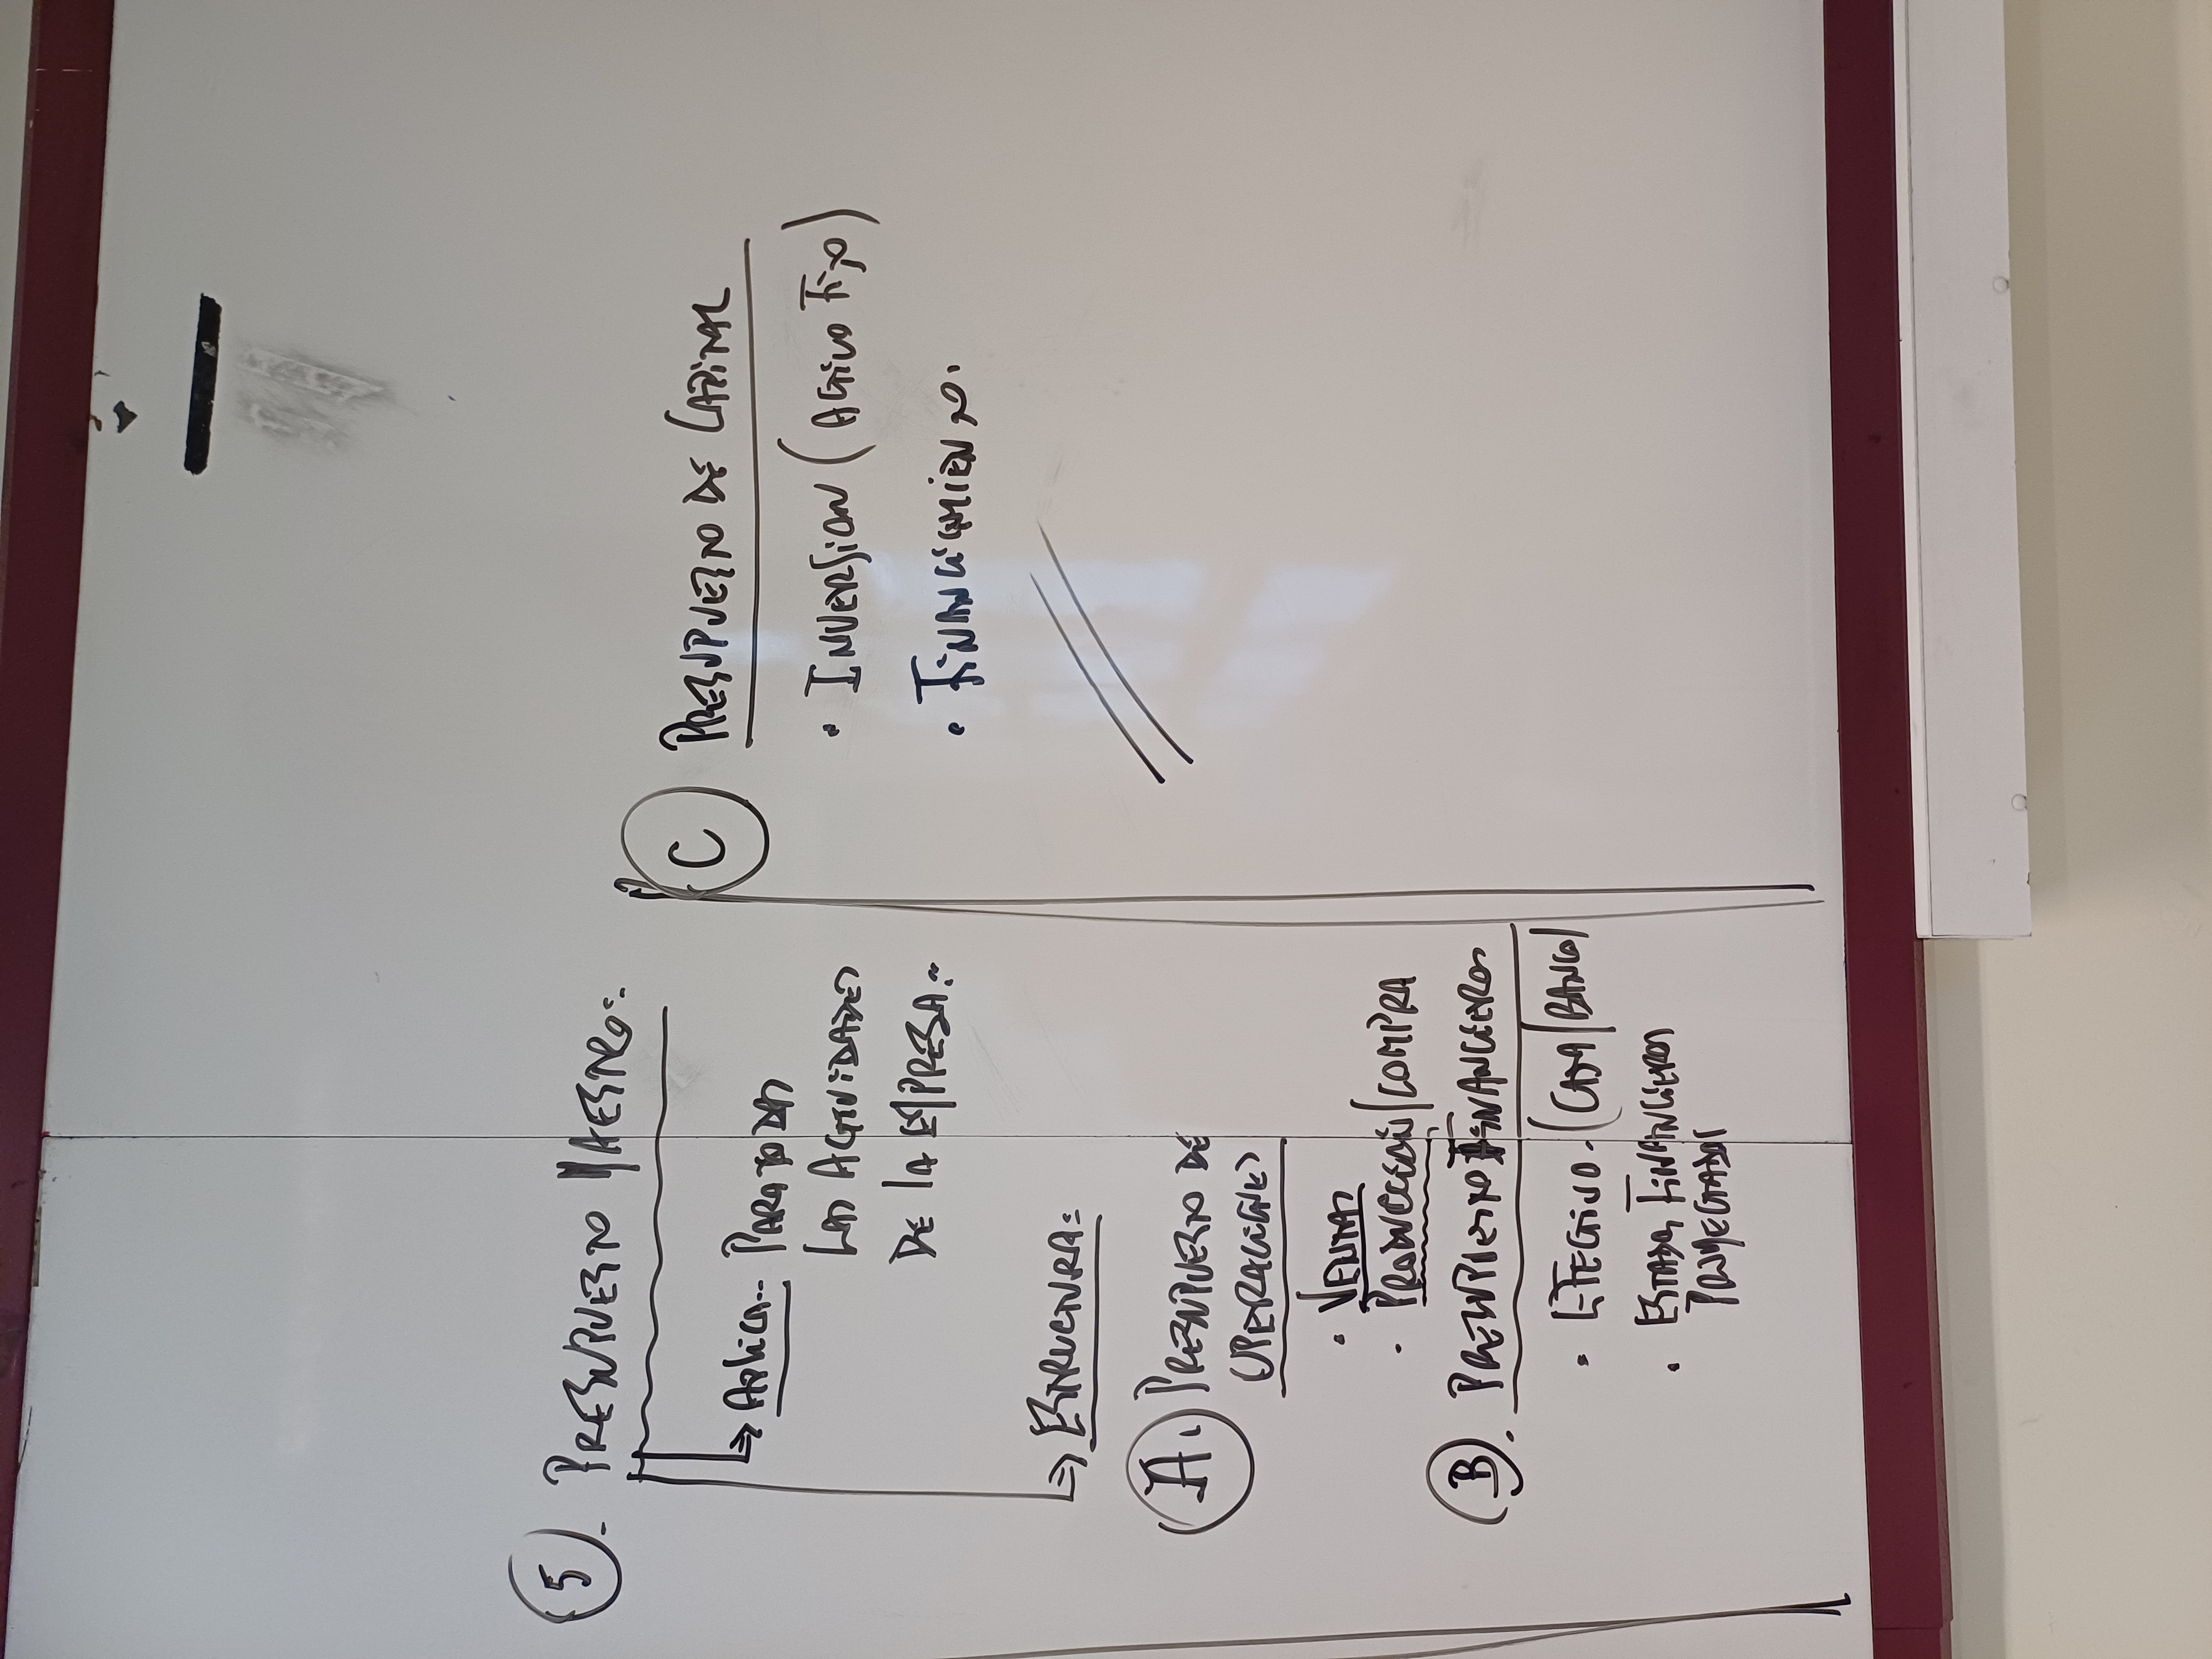 5. PRESUPUESTO MAESTRO:
APLICA.. PARA TODAS
LAS ACTIVIDADES
DE LA EMPRESA.
ESTRUCTURA:
A. PRESUPUESTO DE
OPERACIONES
• VENTAS
• PRODUCCIÓN/COMPRA
B. PRESUPUESTO FINANCIEROS
• EFECTIVO. (CAJA/BANCO)
• ESTADOS FINANCIEROS
PROYECTADOS
C PRESUPUESTO DE CAPITAL
• INVERSION (ACTIVO FIJO)
• FINANCIAMIENTO.